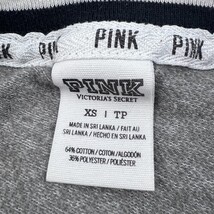 PINK PINK PINK
PINK
VICTORIA'S SECRET
XS | TP
MADE IN SRI LANKA / FAIT AU
SRI LANKA / HECHO EN SRI LANKA
64% COTTON / COTON / ALGODÓN
36% POLYESTER / POLIÉSTER